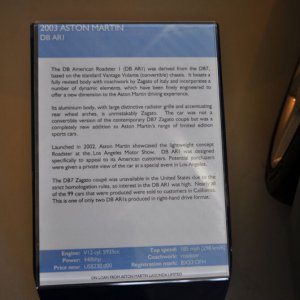 2003 ASTON MARTIN
DB AR1
The DB American Roadster 1 (DB AR1) was derived from the DB7,
based on the standard Vantage Volante (convertible) chassis. It boasts a
fully revised body with coachwork by Zagato of Italy and incorporates a
number of dynamic elements, which have been finely engineered to
offer a new dimension to the Aston Martin driving experience.
Its aluminium body, with large distinctive radiator grille and accentuating
rear wheel arches, is unmistakably Zagato. The car was not a
convertible version of the contemporary DB7 Zagato coupé but was a
completely new addition to Aston Martin's range of limited edition
sports cars.
Launched in 2002, Aston Martin showcased the lightweight concept
Roadster at the Los Angeles Motor Show. DB AR1 was designed
specifically to appeal to its American customers. Potential purchasers
were given a private view of the car at a special event in Los Angeles.
The DB7 Zagato coupé was unavailable in the United States due to the
strict homologation rules, so interest in the DB AR1 was high. Nearly all
of the 99 cars that were produced were sold to customers in California.
This is one of only two DB AR1s produced in right-hand drive format.
Engine: V12-cyl, 5935cc
Power:
Price new:
Top speed: 185 mph
Coachwork: roadster
Registration mark:
ON LOAN FROM ASTON MARTIN LAGONDA LIMITED